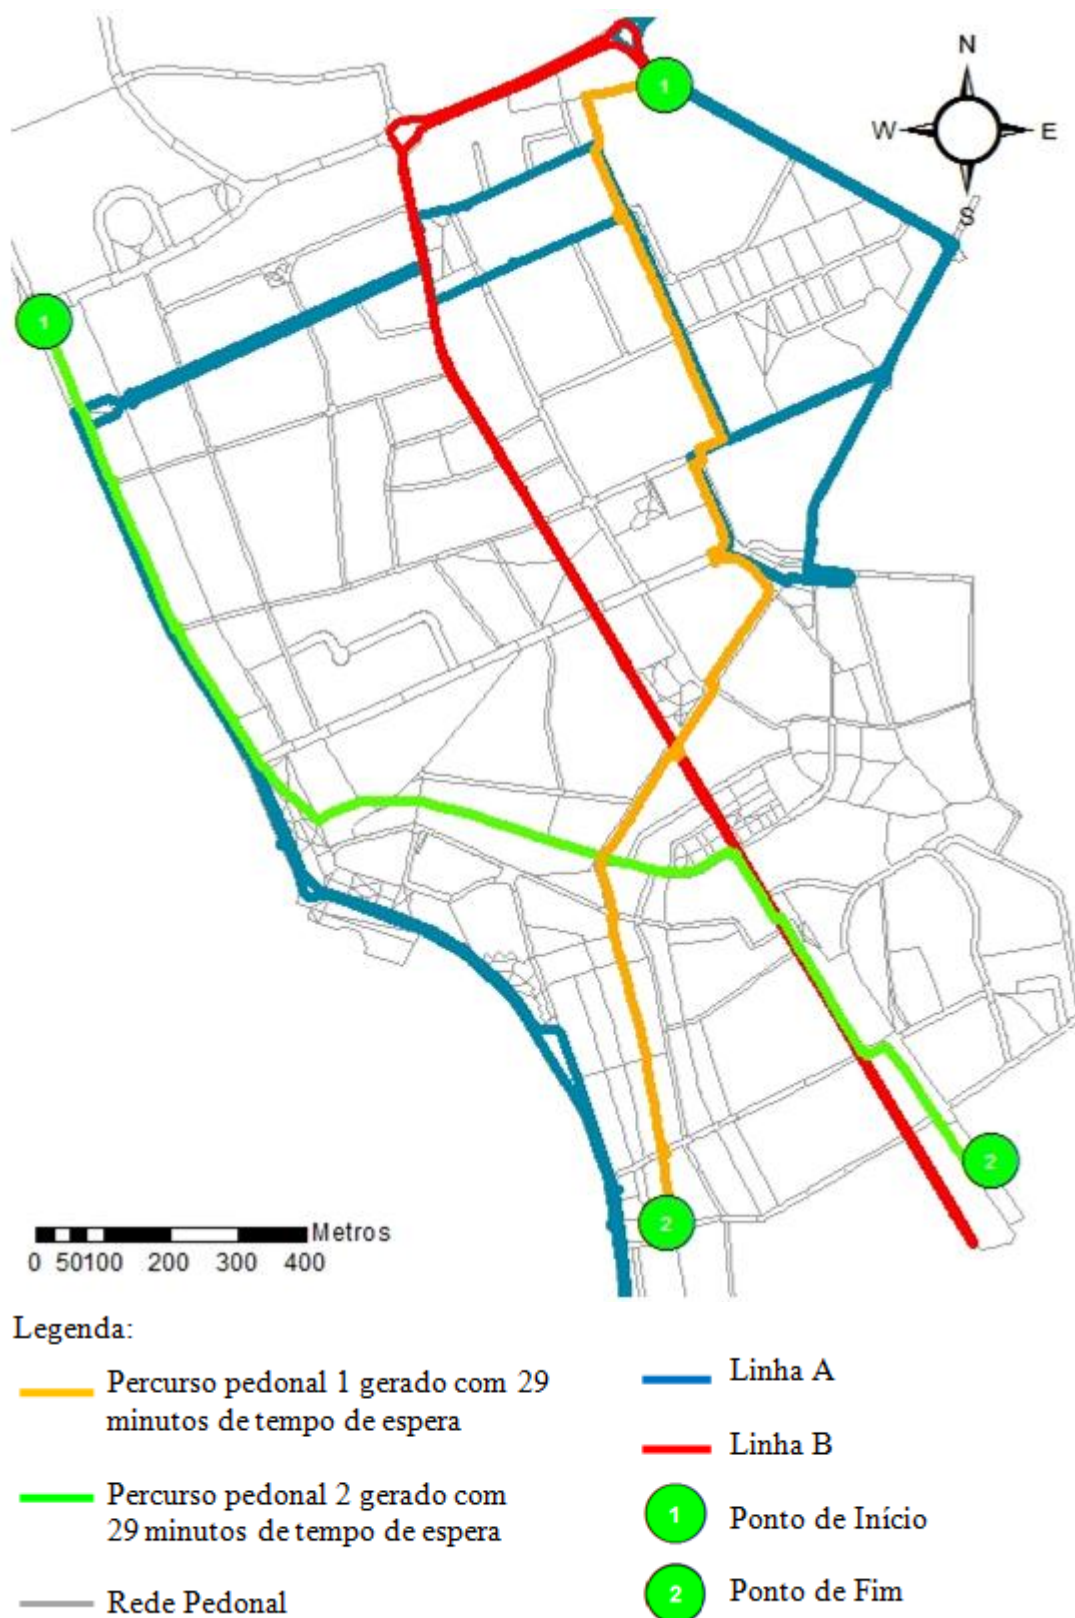 N
W
E
S
1
1
2
2
Metros
0 50100 200 300 400
Legenda:
Percurso pedonal 1 gerado com 29
minutos de tempo de espera
Percurso pedonal 2 gerado com
29 minutos de tempo de espera
Rede Pedonal
Linha A
Linha B
1
Ponto de Início
2
Ponto de Fim